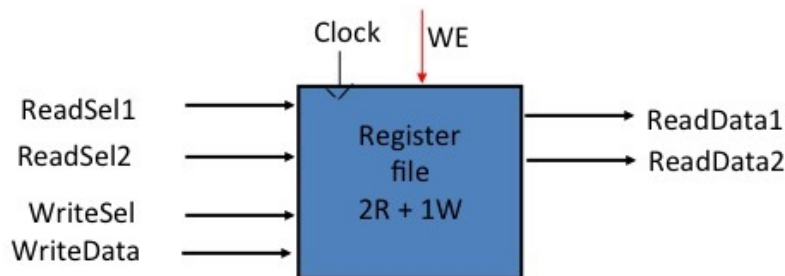 Clock
WE
ReadSel1
ReadSel2
WriteSel
WriteData
Register
file
2R + 1W
ReadData1
ReadData2